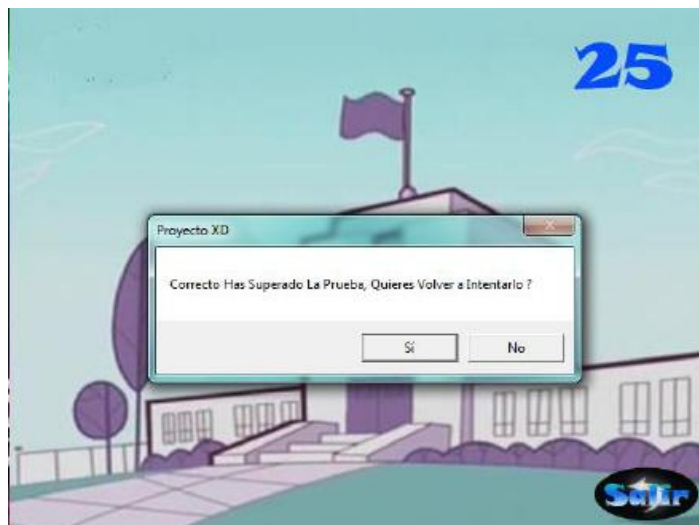 25
Proyecto XD
Correcto Has Superado La Prueba, Quieres Volver a Intentarlo ?
Sí
No
Salir